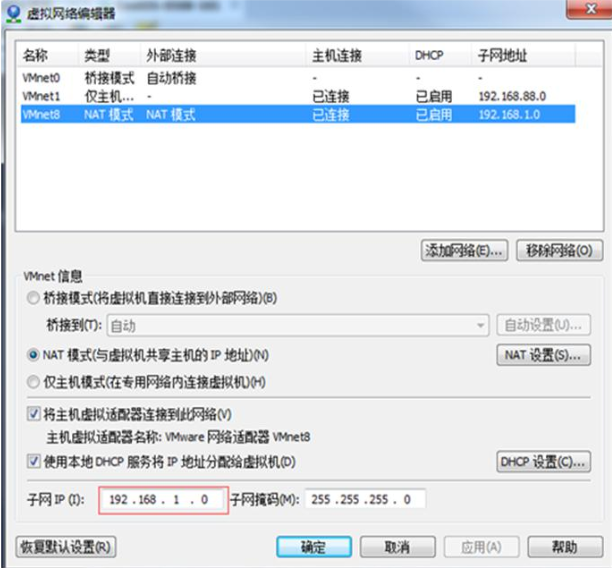 虚拟网络编辑器
名称 类型 外部连接 主机连接 DHCP 子网地址
VMnet0 桥接模式 自动桥接 - - -
VMnet1 仅主机... - 已连接 已启用 192.168.88.0
VMnet8 NAT 模式 NAT 模式 已连接 已启用 192.168.1.0
添加网络(E)... 移除网络(O)
VMnet 信息
桥接模式(将虚拟机直接连接到外部网络)(B)
桥接到(T): 自动 自动设置(U)...
NAT 模式(与虚拟机共享主机的 IP 地址)(N) NAT 设置(S)...
仅主机模式(在专用网络内连接虚拟机)(H)
将主机虚拟适配器连接到此网络(V)
主机虚拟适配器名称: VMware 网络适配器 VMnet8
使用本地 DHCP 服务将 IP 地址分配给虚拟机(D) DHCP 设置(C)...
子网 IP (I): 192 . 168 . 1 . 0 子网掩码(M): 255 . 255 . 255 . 0
恢复默认设置(R) 确定 取消 应用(A) 帮助